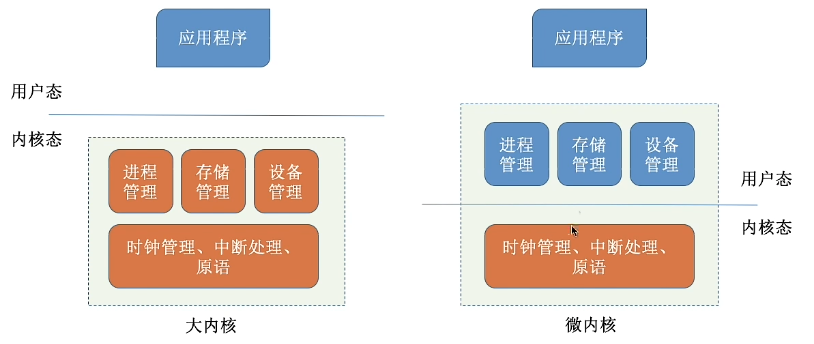 应用程序
用户态
内核态
进程
管理
存储
管理
设备
管理
时钟管理、中断处理、
原语
大内核
应用程序
进程
管理
存储
管理
设备
管理
用户态
内核态
时钟管理、中断处理、
原语
微内核